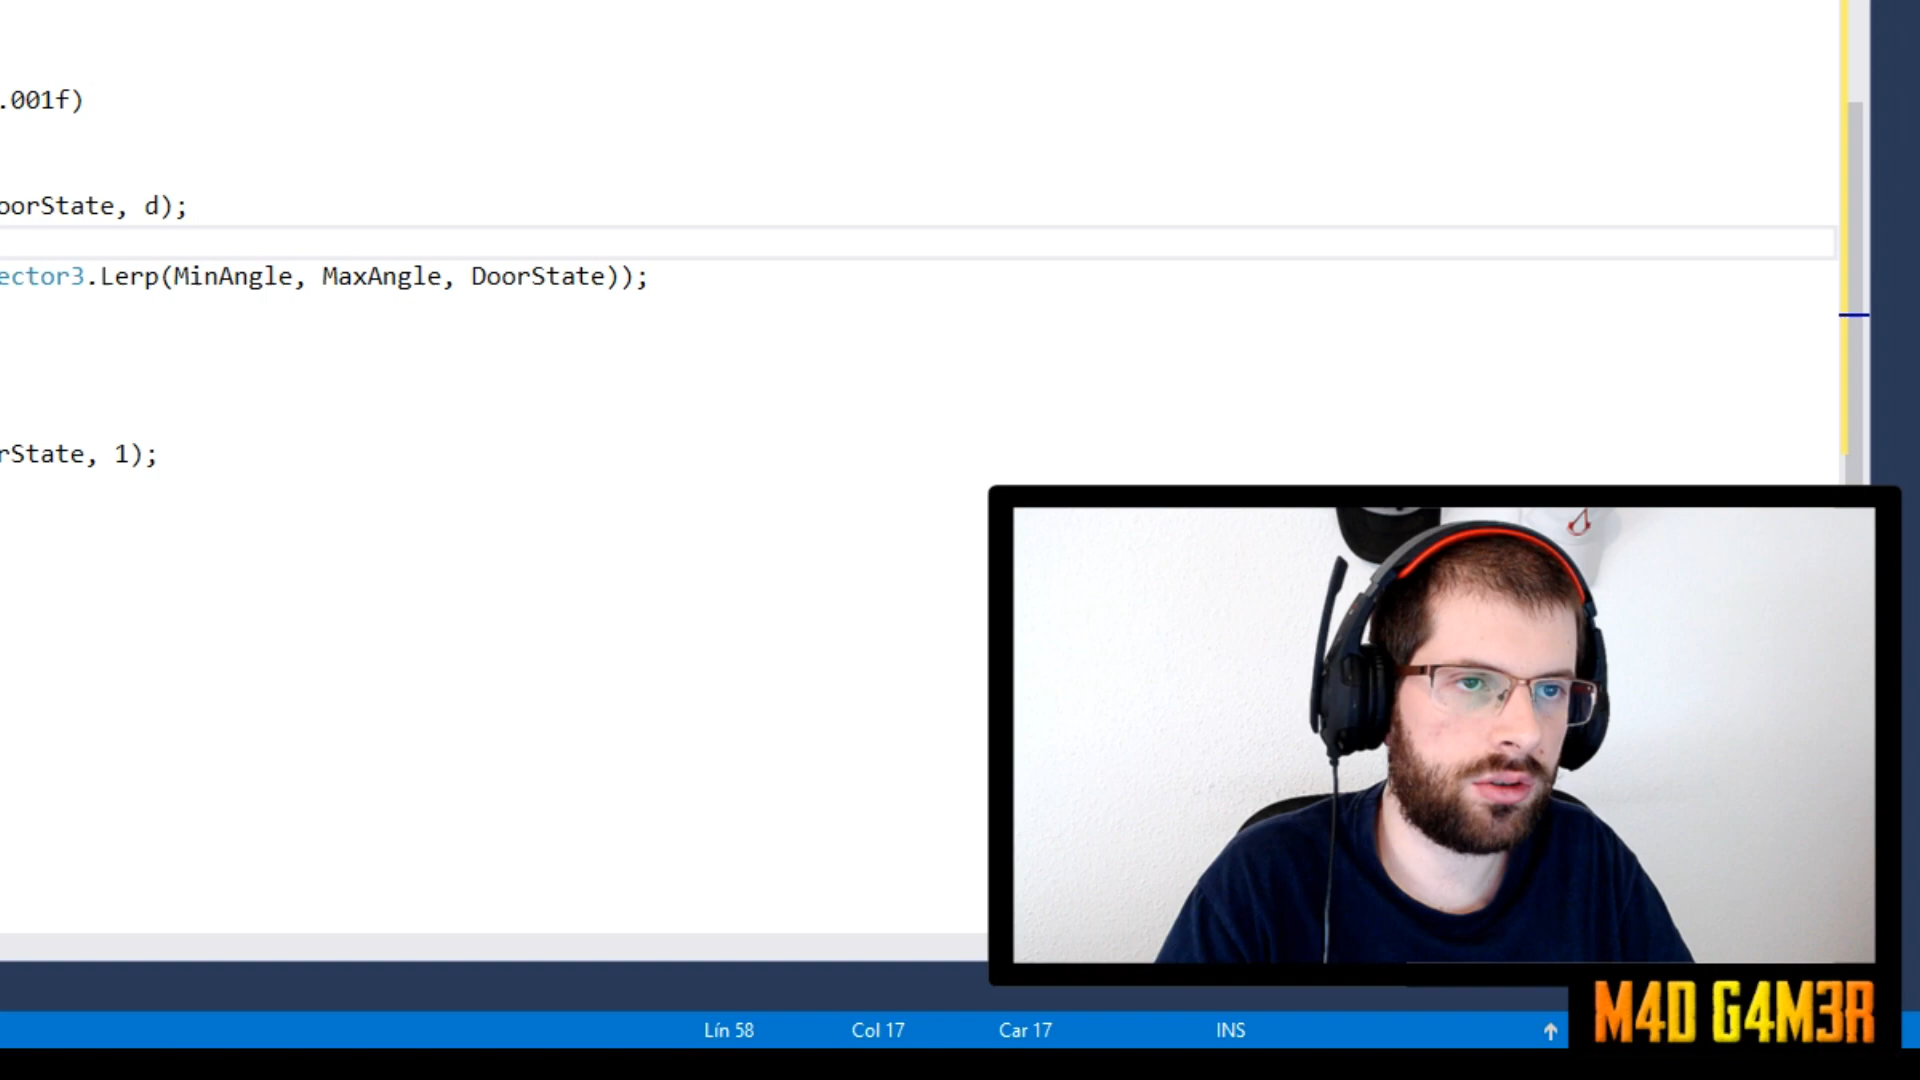 .001f)
oorState, d);
ector3.Lerp(MinAngle, MaxAngle, DoorState));
rState, 1);
Lín 58 Col 17 Car 17 INS
M4D G4M3R